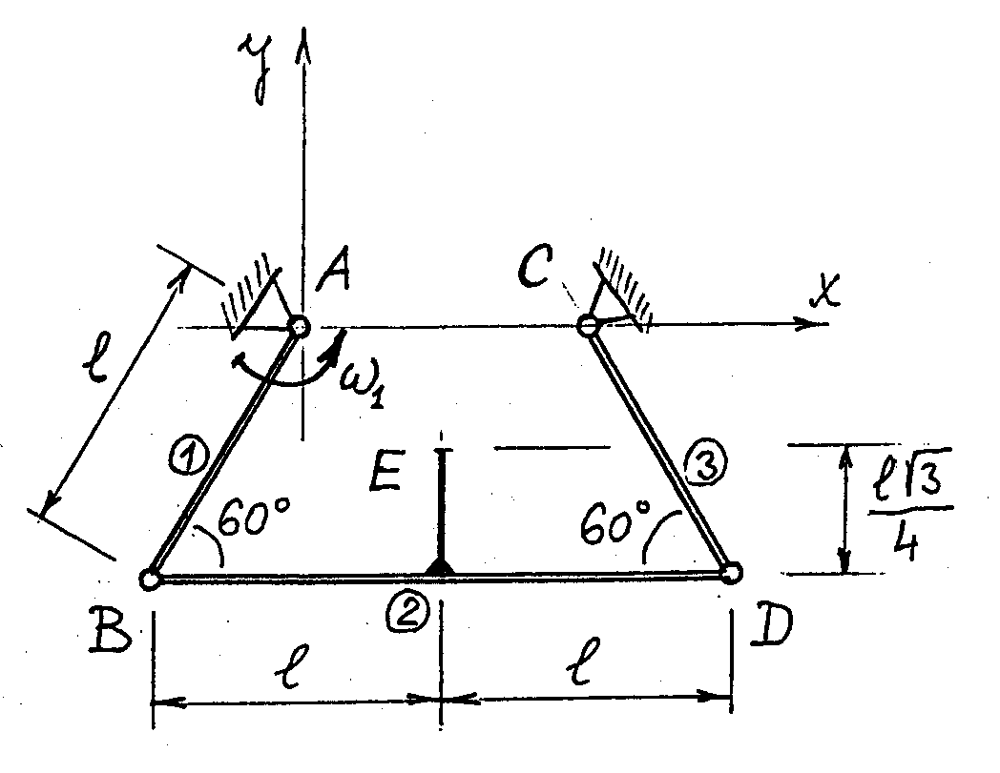 y
A
C
x
ℓ
ω₁
①
E
③
ℓ√3
4
60°
60°
B
②
D
ℓ
ℓ